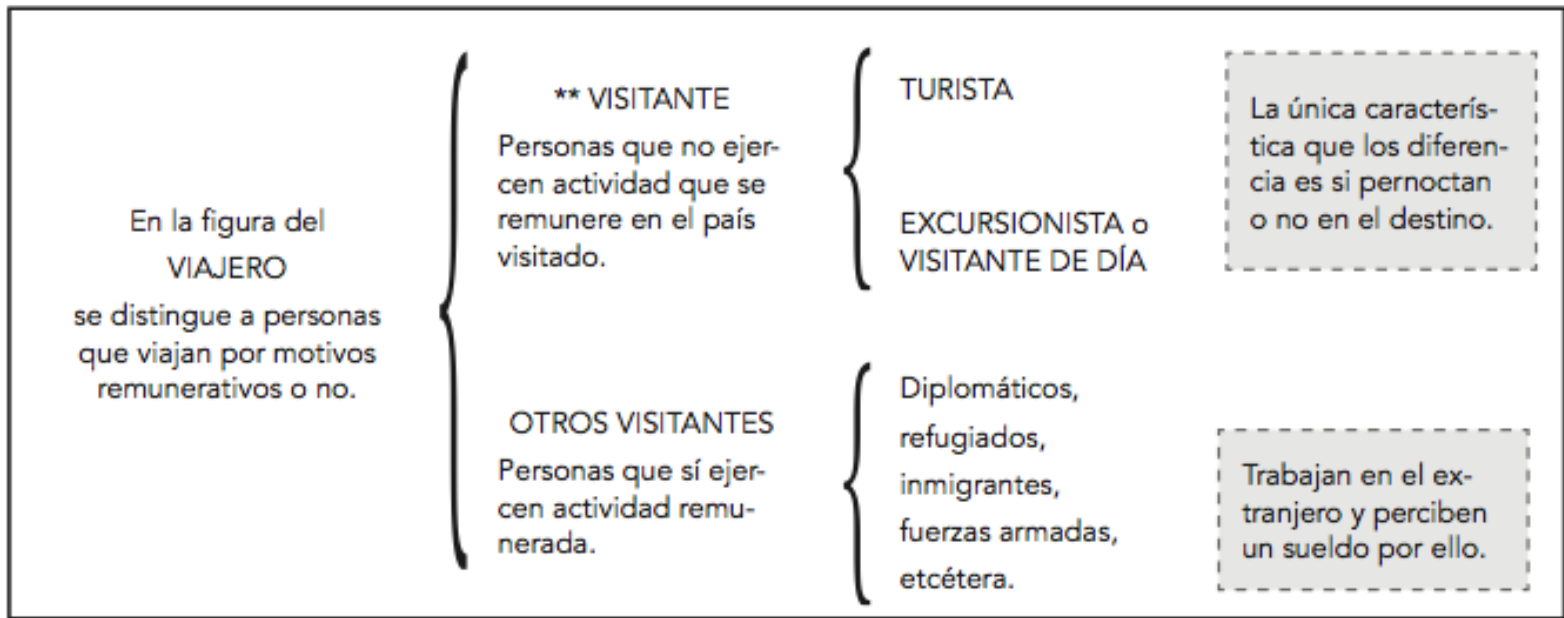 En la figura del
VIAJERO
se distingue a personas
que viajan por motivos
remunerativos o no.
** VISITANTE
Personas que no ejer-
cen actividad que se
remunere en el país
visitado.
TURISTA
EXCURSIONISTA o
VISITANTE DE DÍA
La única caracterís-
tica que los diferen-
cia es si pernoctan
o no en el destino.
OTROS VISITANTES
Personas que sí ejer-
cen actividad remu-
nerada.
Diplomáticos,
refugiados,
inmigrantes,
fuerzas armadas,
etcétera.
Trabajan en el ex-
tranjero y perciben
un sueldo por ello.